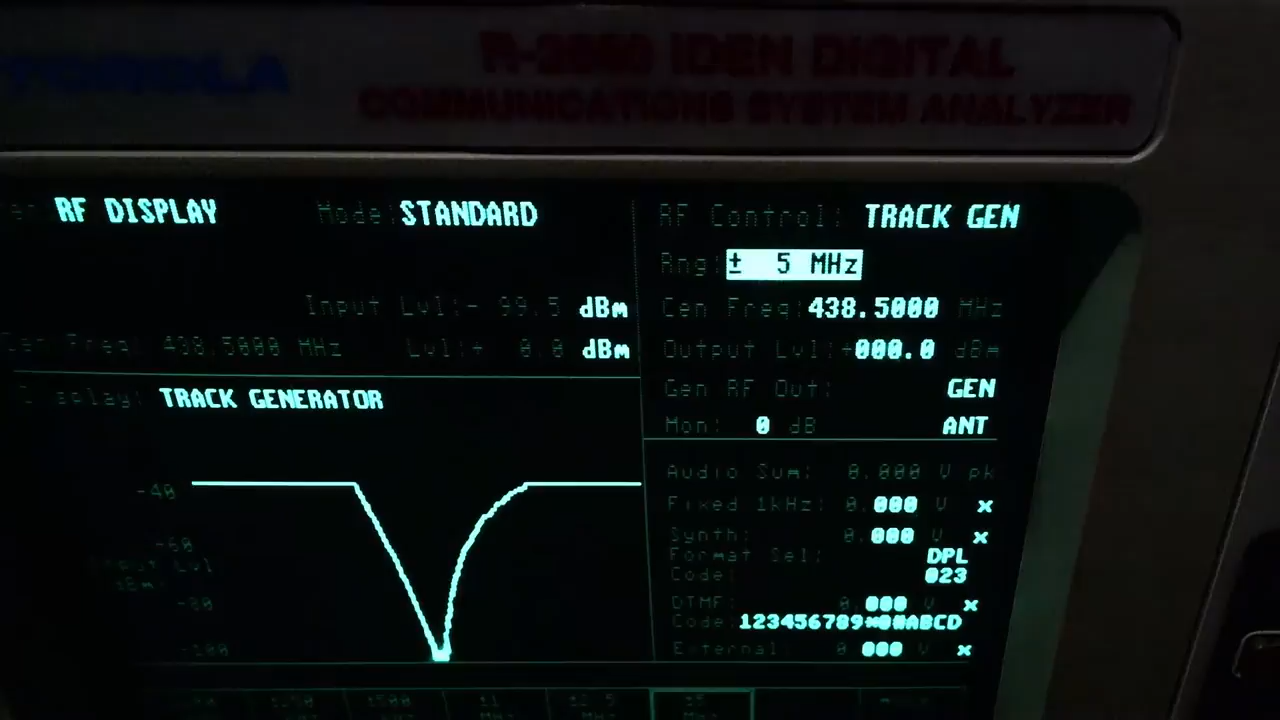 R-2660 IDEN DIGITAL
COMMUNICATIONS SYSTEM ANALYZER
RF DISPLAY Mode: STANDARD
Input Lvl:- 99.5 dBm
Cen Freq: 438.5000 MHz Lvl:+ 0.0 dBm
Display: TRACK GENERATOR
-40
-60
Input Lvl
dBm:
-80
-100
RF Control: TRACK GEN
Rng: ± 5 MHz
Cen Freq: 438.5000 MHz
Output Lvl:+000.0 dBm
Gen RF Out: GEN
Mon: 0 dB ANT
Audio Sum: 0.000 V pk
Fixed 1kHz: 0.000 V x
Synth: 0.000 V x
Format Sel: DPL
Code: 023
DTMF: 0.000 V x
Code: 123456789*0#ABCD
External 0 000 V x